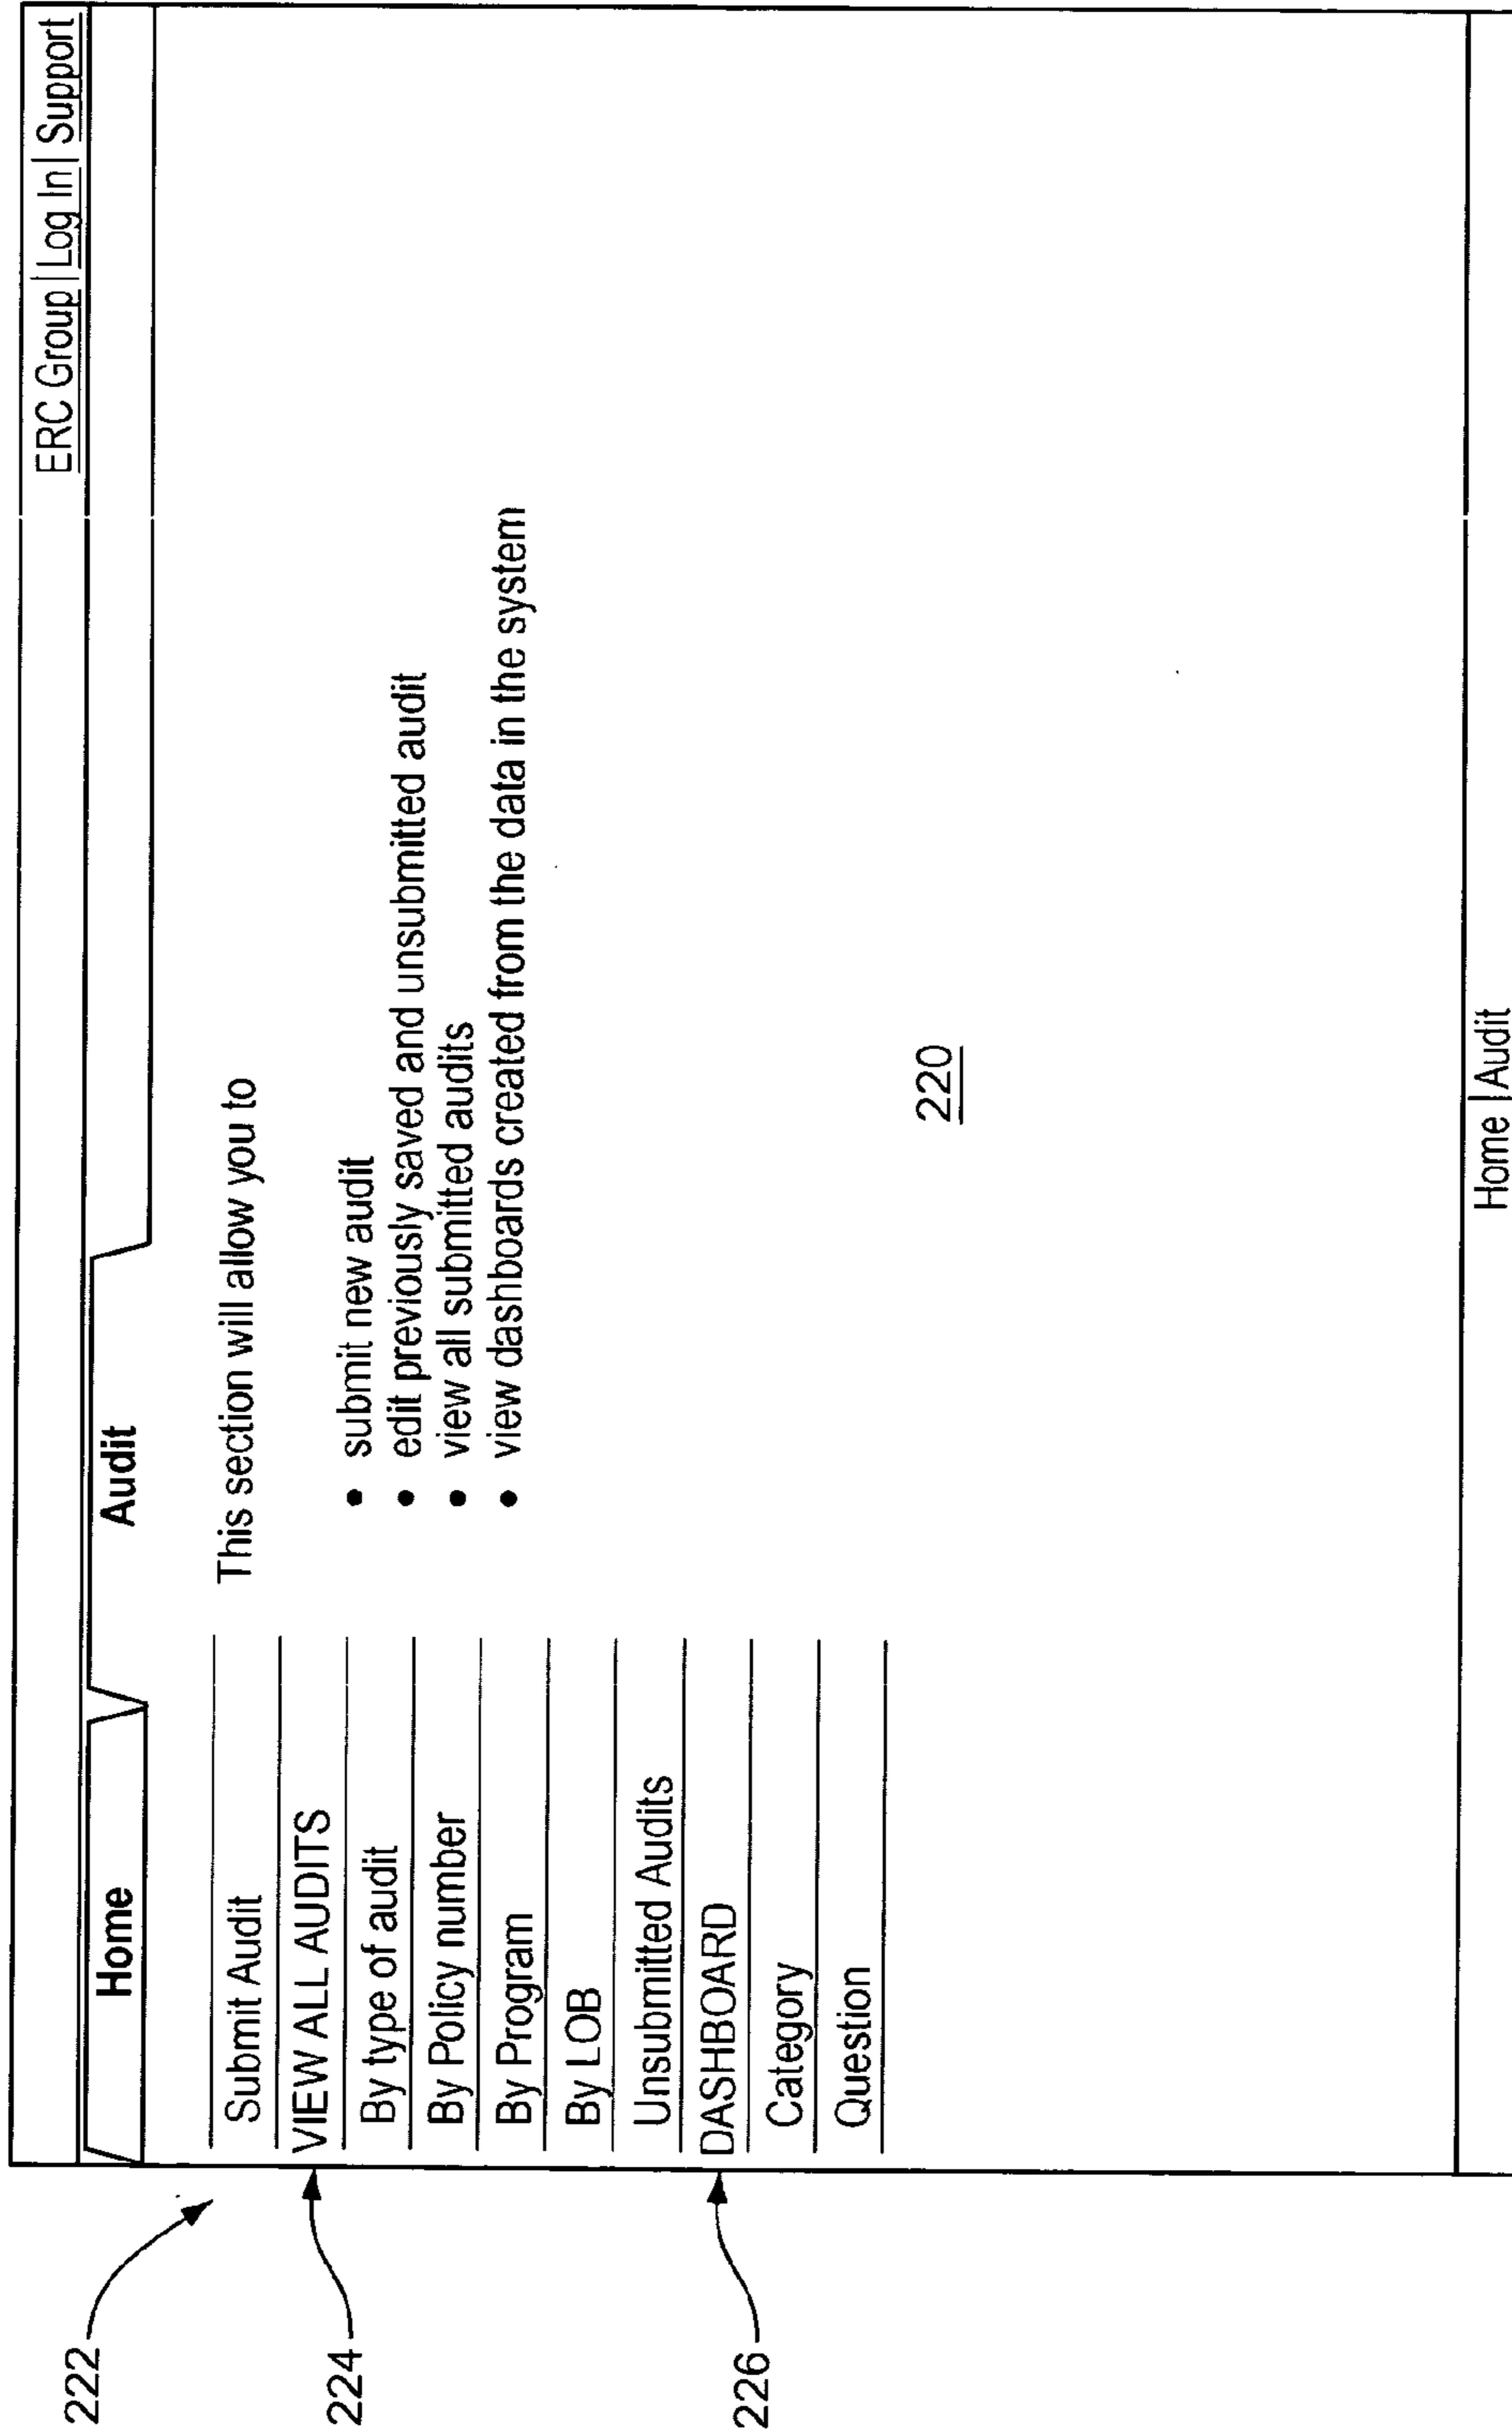 ERC Group | Log In | Support
Home
Audit
This section will allow you to
• submit new audit
• edit previously saved and unsubmitted audit
• view all submitted audits
• view dashboards created from the data in the system
Submit Audit
VIEW ALL AUDITS
By type of audit
By Policy number
By Program
By LOB
Unsubmitted Audits
DASHBOARD
Category
Question
222
224
226
220
Home | Audit